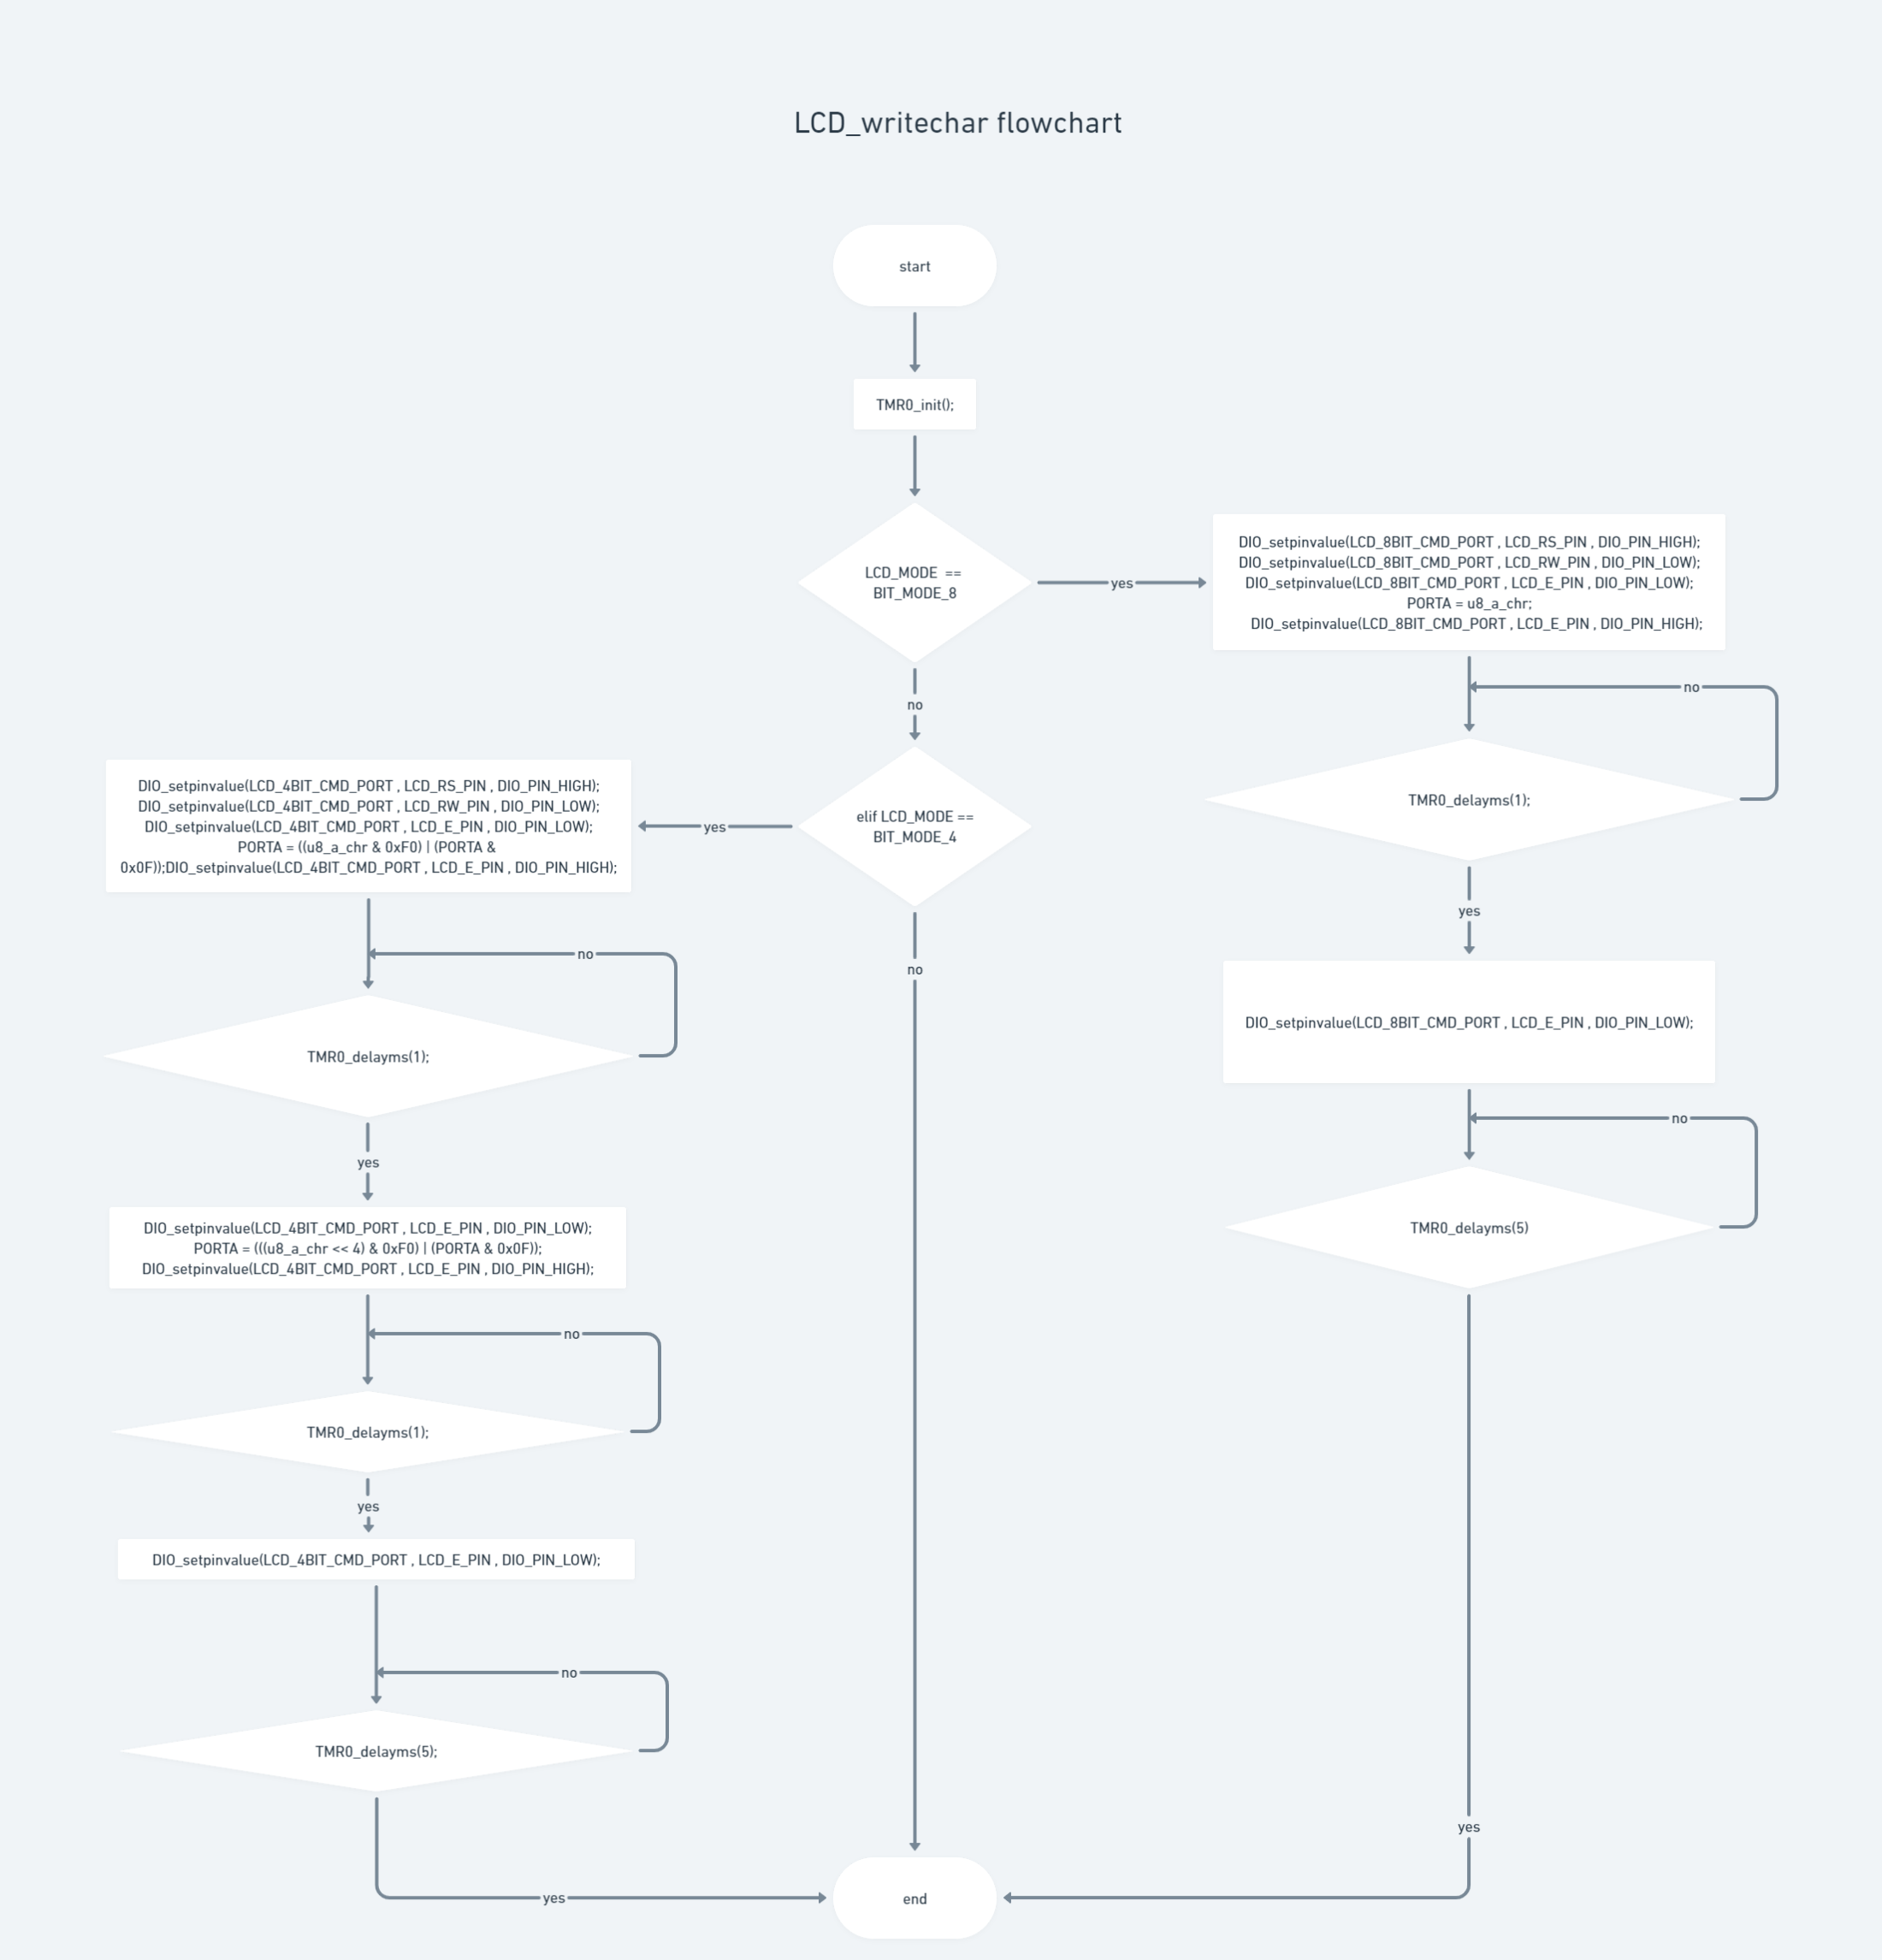 LCD_writechar flowchart
start
TMR0_init();
LCD_MODE  ==
BIT_MODE_8
yes
DIO_setpinvalue(LCD_8BIT_CMD_PORT , LCD_RS_PIN , DIO_PIN_HIGH);
DIO_setpinvalue(LCD_8BIT_CMD_PORT , LCD_RW_PIN , DIO_PIN_LOW);
DIO_setpinvalue(LCD_8BIT_CMD_PORT , LCD_E_PIN , DIO_PIN_LOW);
PORTA = u8_a_chr;
DIO_setpinvalue(LCD_8BIT_CMD_PORT , LCD_E_PIN , DIO_PIN_HIGH);
no
TMR0_delayms(1);
yes
DIO_setpinvalue(LCD_8BIT_CMD_PORT , LCD_E_PIN , DIO_PIN_LOW);
no
TMR0_delayms(5)
yes
no
elif LCD_MODE ==
BIT_MODE_4
no
yes
DIO_setpinvalue(LCD_4BIT_CMD_PORT , LCD_RS_PIN , DIO_PIN_HIGH);
DIO_setpinvalue(LCD_4BIT_CMD_PORT , LCD_RW_PIN , DIO_PIN_LOW);
DIO_setpinvalue(LCD_4BIT_CMD_PORT , LCD_E_PIN , DIO_PIN_LOW);
PORTA = ((u8_a_chr & 0xF0) | (PORTA &
0x0F));DIO_setpinvalue(LCD_4BIT_CMD_PORT , LCD_E_PIN , DIO_PIN_HIGH);
no
TMR0_delayms(1);
yes
DIO_setpinvalue(LCD_4BIT_CMD_PORT , LCD_E_PIN , DIO_PIN_LOW);
PORTA = (((u8_a_chr << 4) & 0xF0) | (PORTA & 0x0F));
DIO_setpinvalue(LCD_4BIT_CMD_PORT , LCD_E_PIN , DIO_PIN_HIGH);
no
TMR0_delayms(1);
yes
DIO_setpinvalue(LCD_4BIT_CMD_PORT , LCD_E_PIN , DIO_PIN_LOW);
no
TMR0_delayms(5);
yes
end